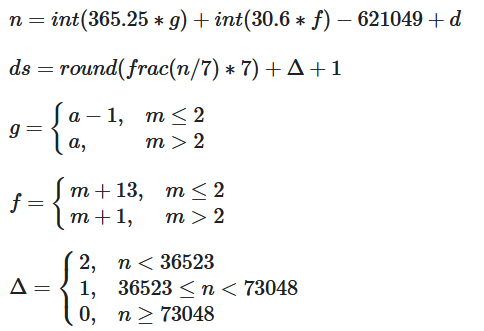 n = int(365.25 * g) + int(30.6 * f) − 621049 + d
ds = round(frac(n/7) * 7) + Δ + 1
g = { a − 1, m ≤ 2
a, m > 2
f = { m + 13, m ≤ 2
m + 1, m > 2
Δ = { 2, n < 36523
1, 36523 ≤ n < 73048
0, n ≥ 73048